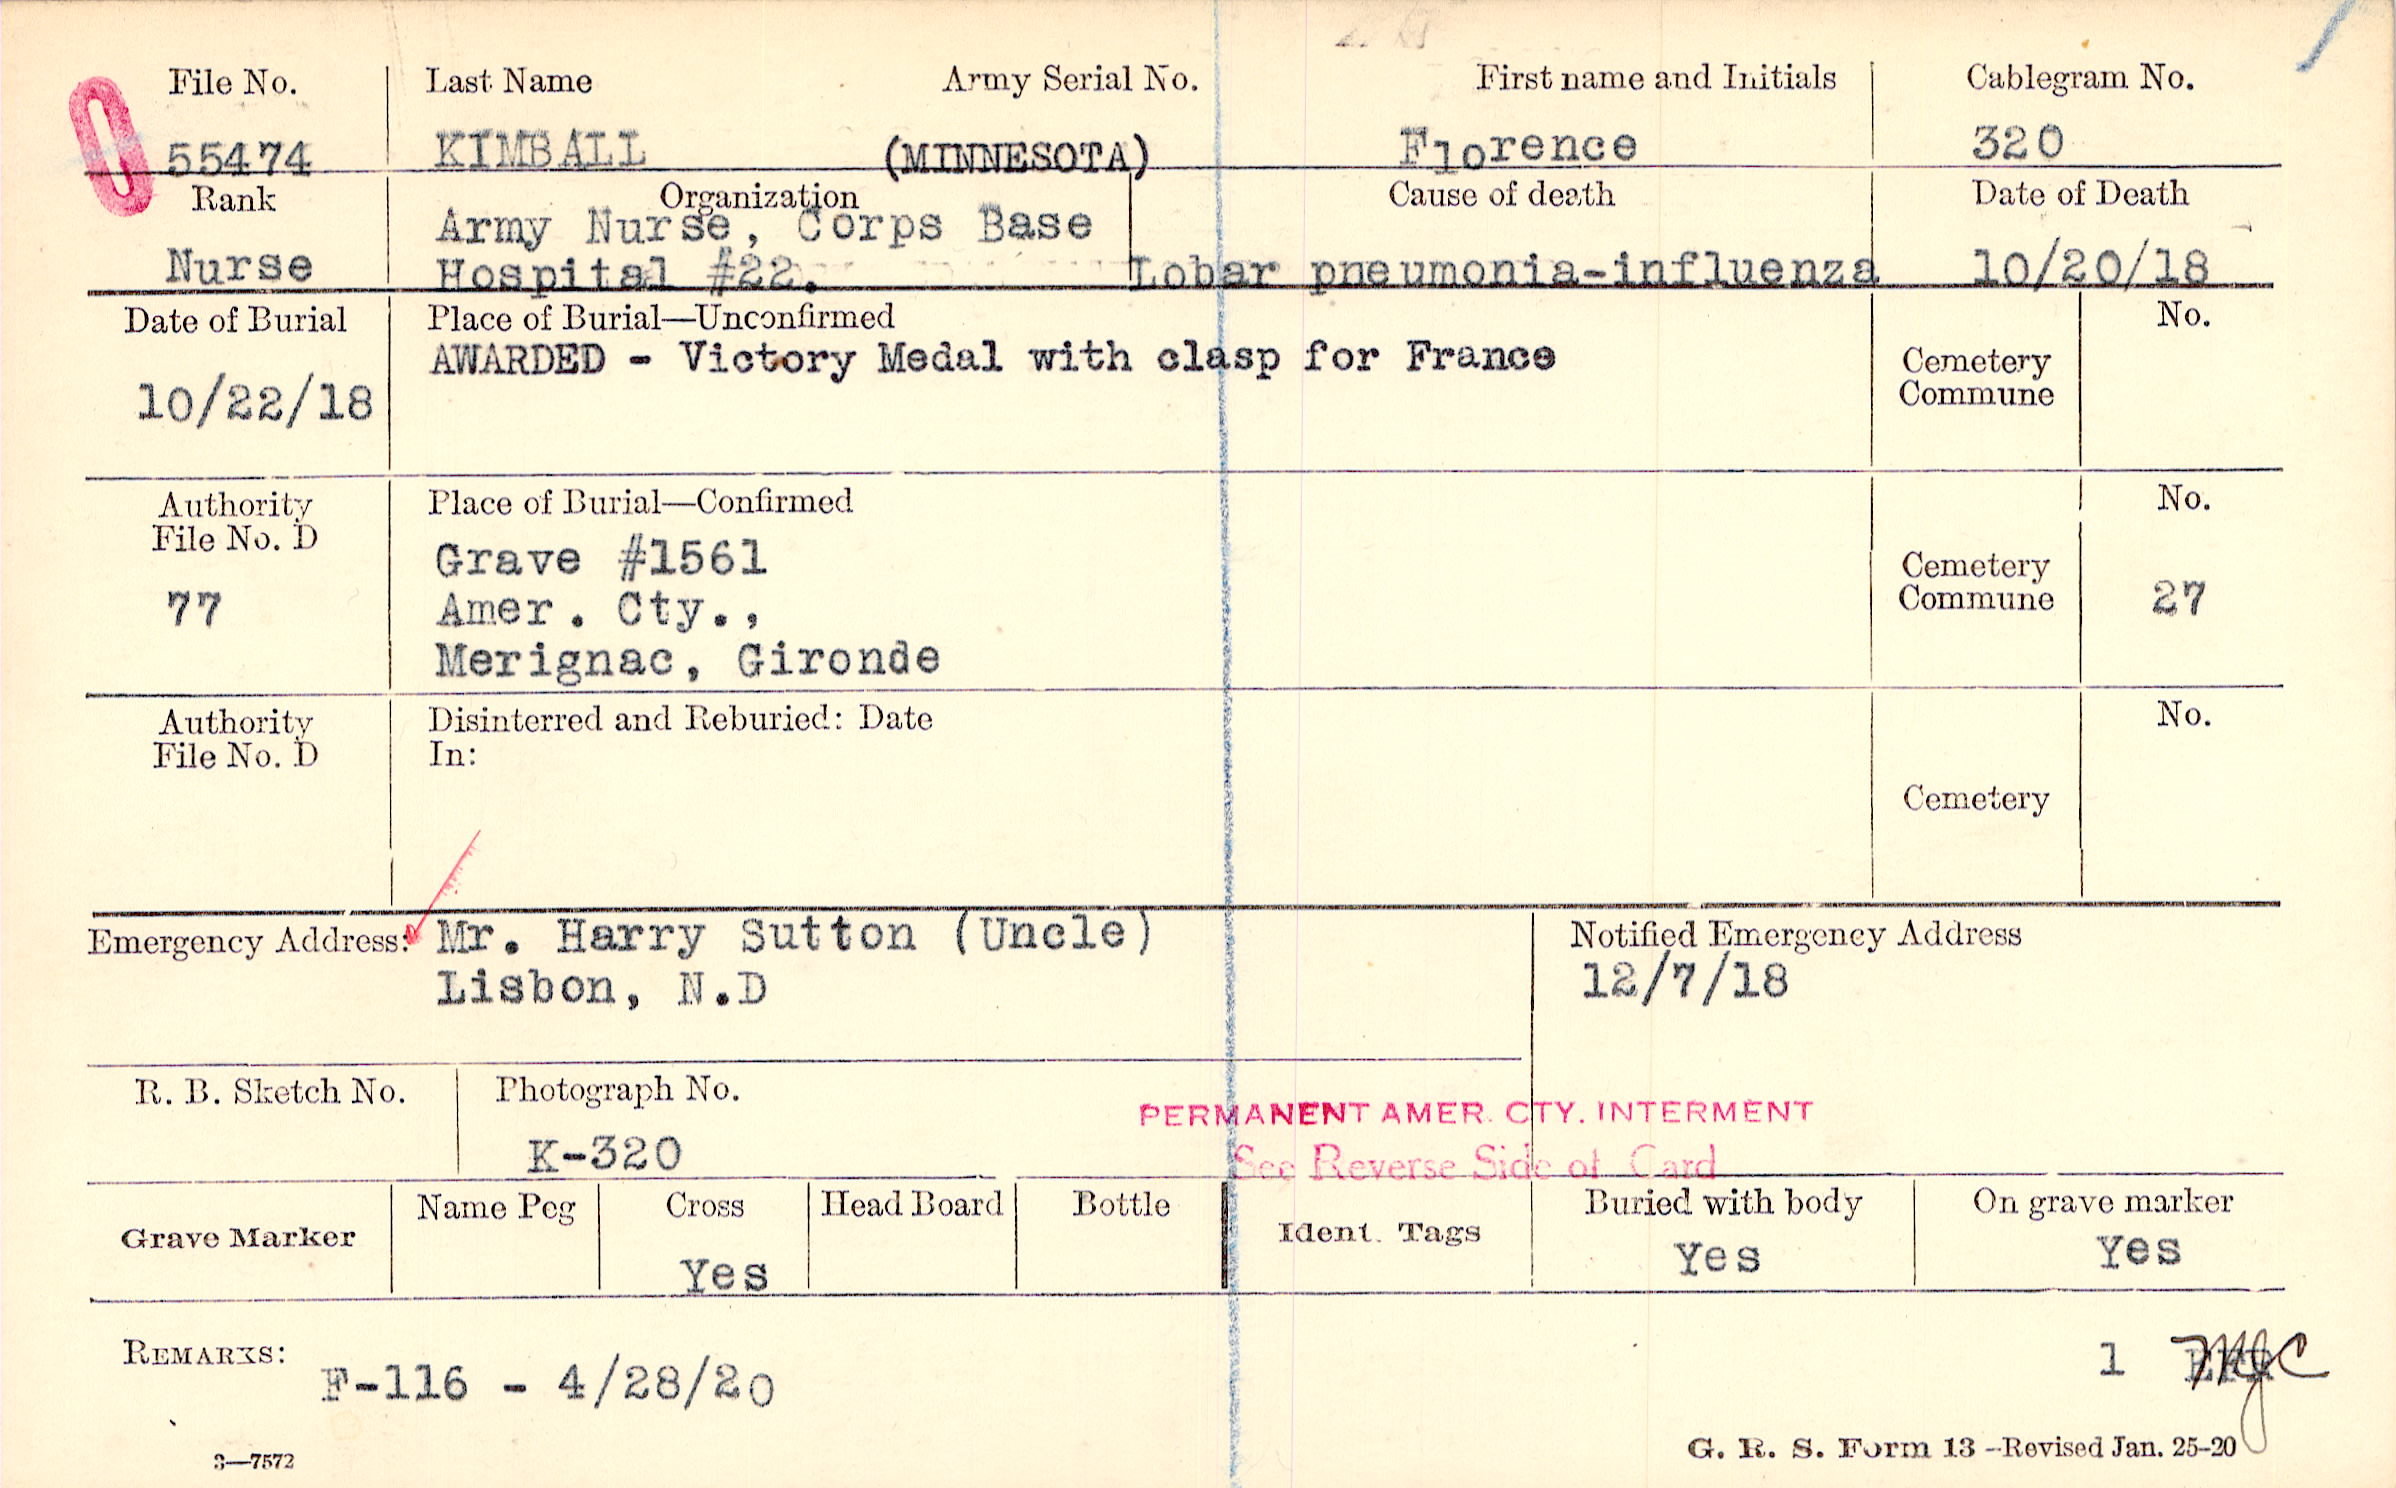 File No. Last Name Army Serial No. First name and Initials Cablegram No.
55474 KIMBALL (MINNESOTA) Florence 320
Rank Organization Cause of death Date of Death
Army Nurse, Corps Base
Nurse Hospital #22. Lobar pneumonia-influenza 10/20/18
Date of Burial Place of Burial—Unconfirmed No.
AWARDED - Victory Medal with clasp for France Cemetery
10/22/18 Commune
Authority Place of Burial—Confirmed No.
File No. D
Grave #1561 Cemetery
77 Amer. Cty., Commune 27
Merignac, Gironde
Authority Disinterred and Reburied: Date No.
File No. D In:
Cemetery
Emergency Address: Mr. Harry Sutton (Uncle) Notified Emergency Address
Lisbon, N.D 12/7/18
R. B. Sketch No. Photograph No.
PERMANENT AMER. CTY. INTERMENT
K-320 See Reverse Side of Card
Grave Marker Name Peg Cross Head Board Bottle Ident. Tags Buried with body On grave marker
Yes Yes Yes
REMARKS: F-116 - 4/28/20 1
3—7572 G. R. S. Form 13 -Revised Jan. 25-20